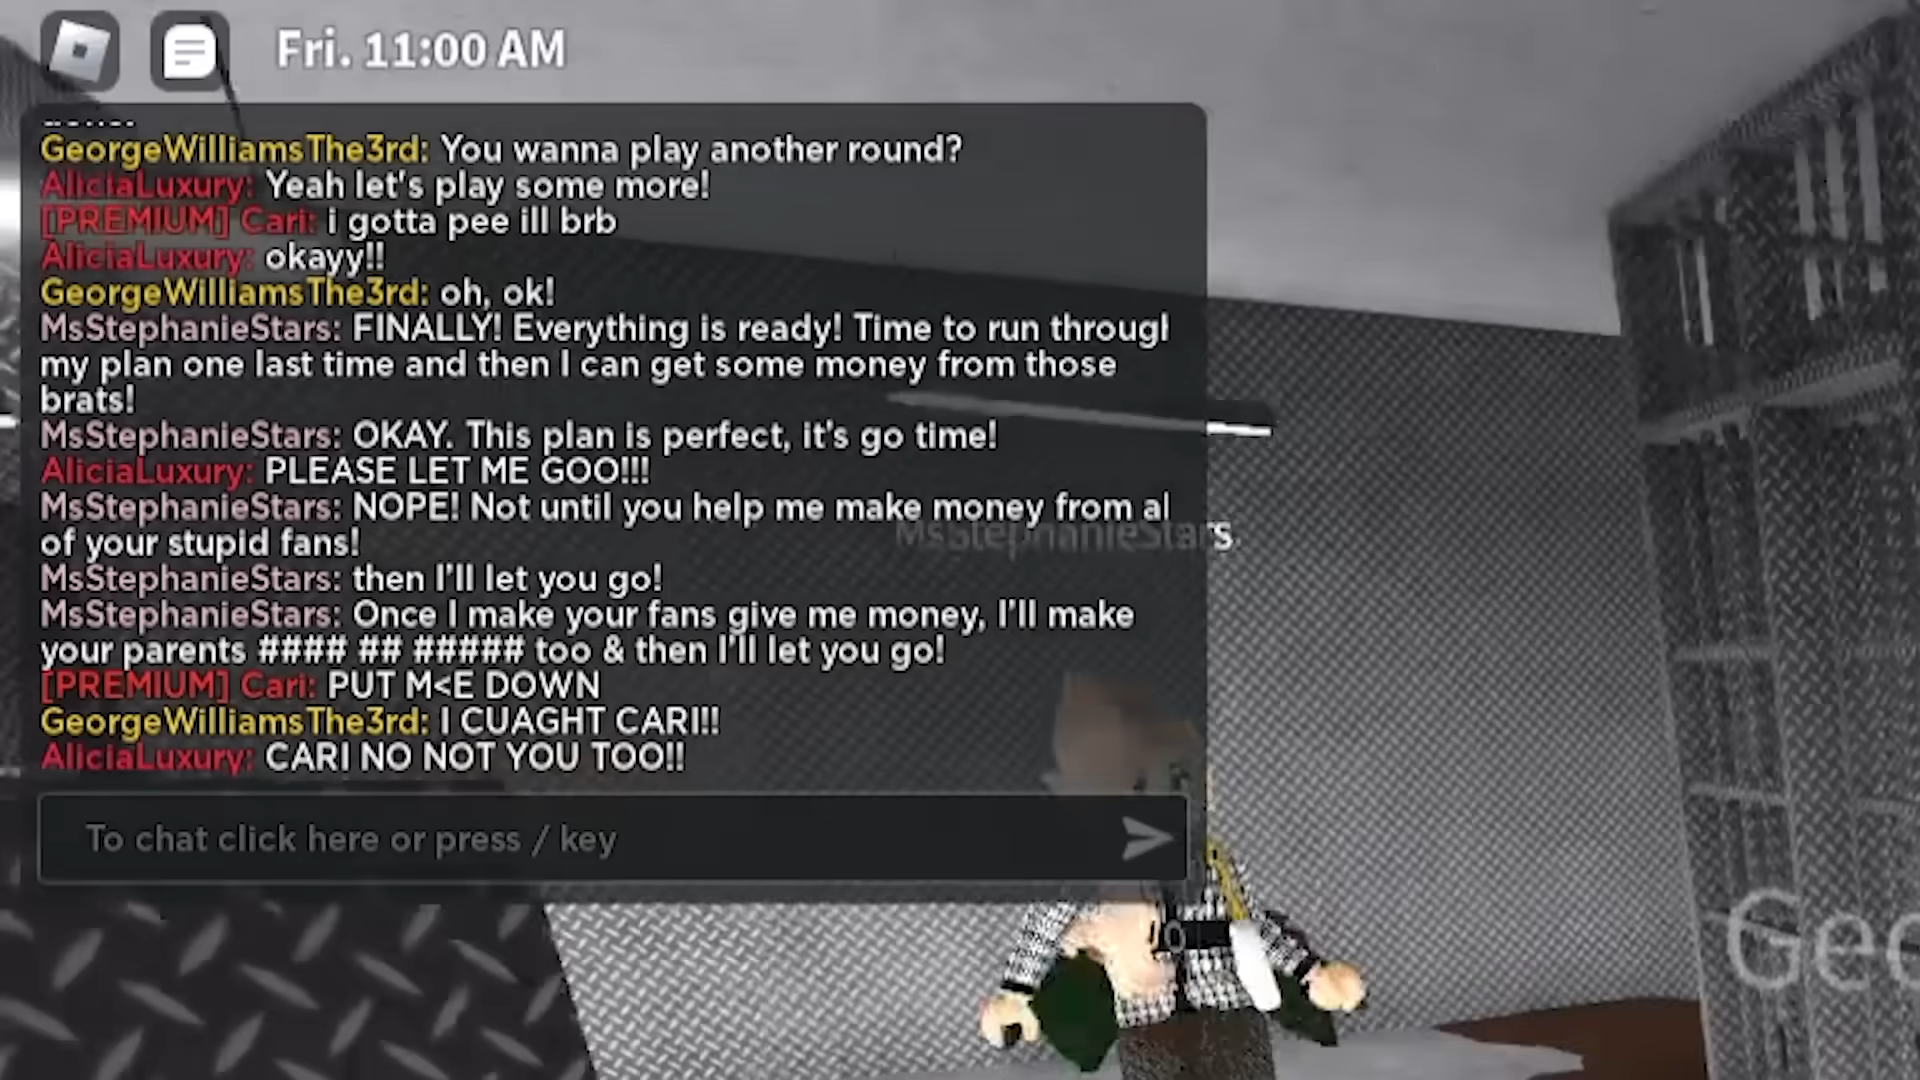 Fri. 11:00 AM
GeorgeWilliamsThe3rd: You wanna play another round?
AliciaLuxury: Yeah let's play some more!
[PREMIUM] Cari: i gotta pee ill brb
AliciaLuxury: okayy!!
GeorgeWilliamsThe3rd: oh, ok!
MsStephanieStars: FINALLY! Everything is ready! Time to run through
my plan one last time and then I can get some money from those
brats!
MsStephanieStars: OKAY. This plan is perfect, it's go time!
AliciaLuxury: PLEASE LET ME GOO!!!
MsStephanieStars: NOPE! Not until you help me make money from al
of your stupid fans!
MsStephanieStars: then I'll let you go!
MsStephanieStars: Once I make your fans give me money, I'll make
your parents #### ## ##### too & then I'll let you go!
[PREMIUM] Cari: PUT M<E DOWN
GeorgeWilliamsThe3rd: I CUAGHT CARI!!
AliciaLuxury: CARI NO NOT YOU TOO!!
To chat click here or press / key
MsStephanieStars
Geo